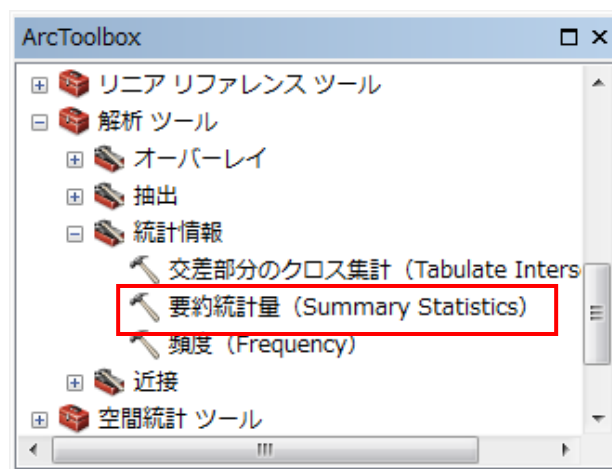 ArcToolbox
リニア リファレンス ツール
解析 ツール
オーバーレイ
抽出
統計情報
交差部分のクロス集計（Tabulate Inters
要約統計量（Summary Statistics）
頻度（Frequency）
近接
空間統計 ツール